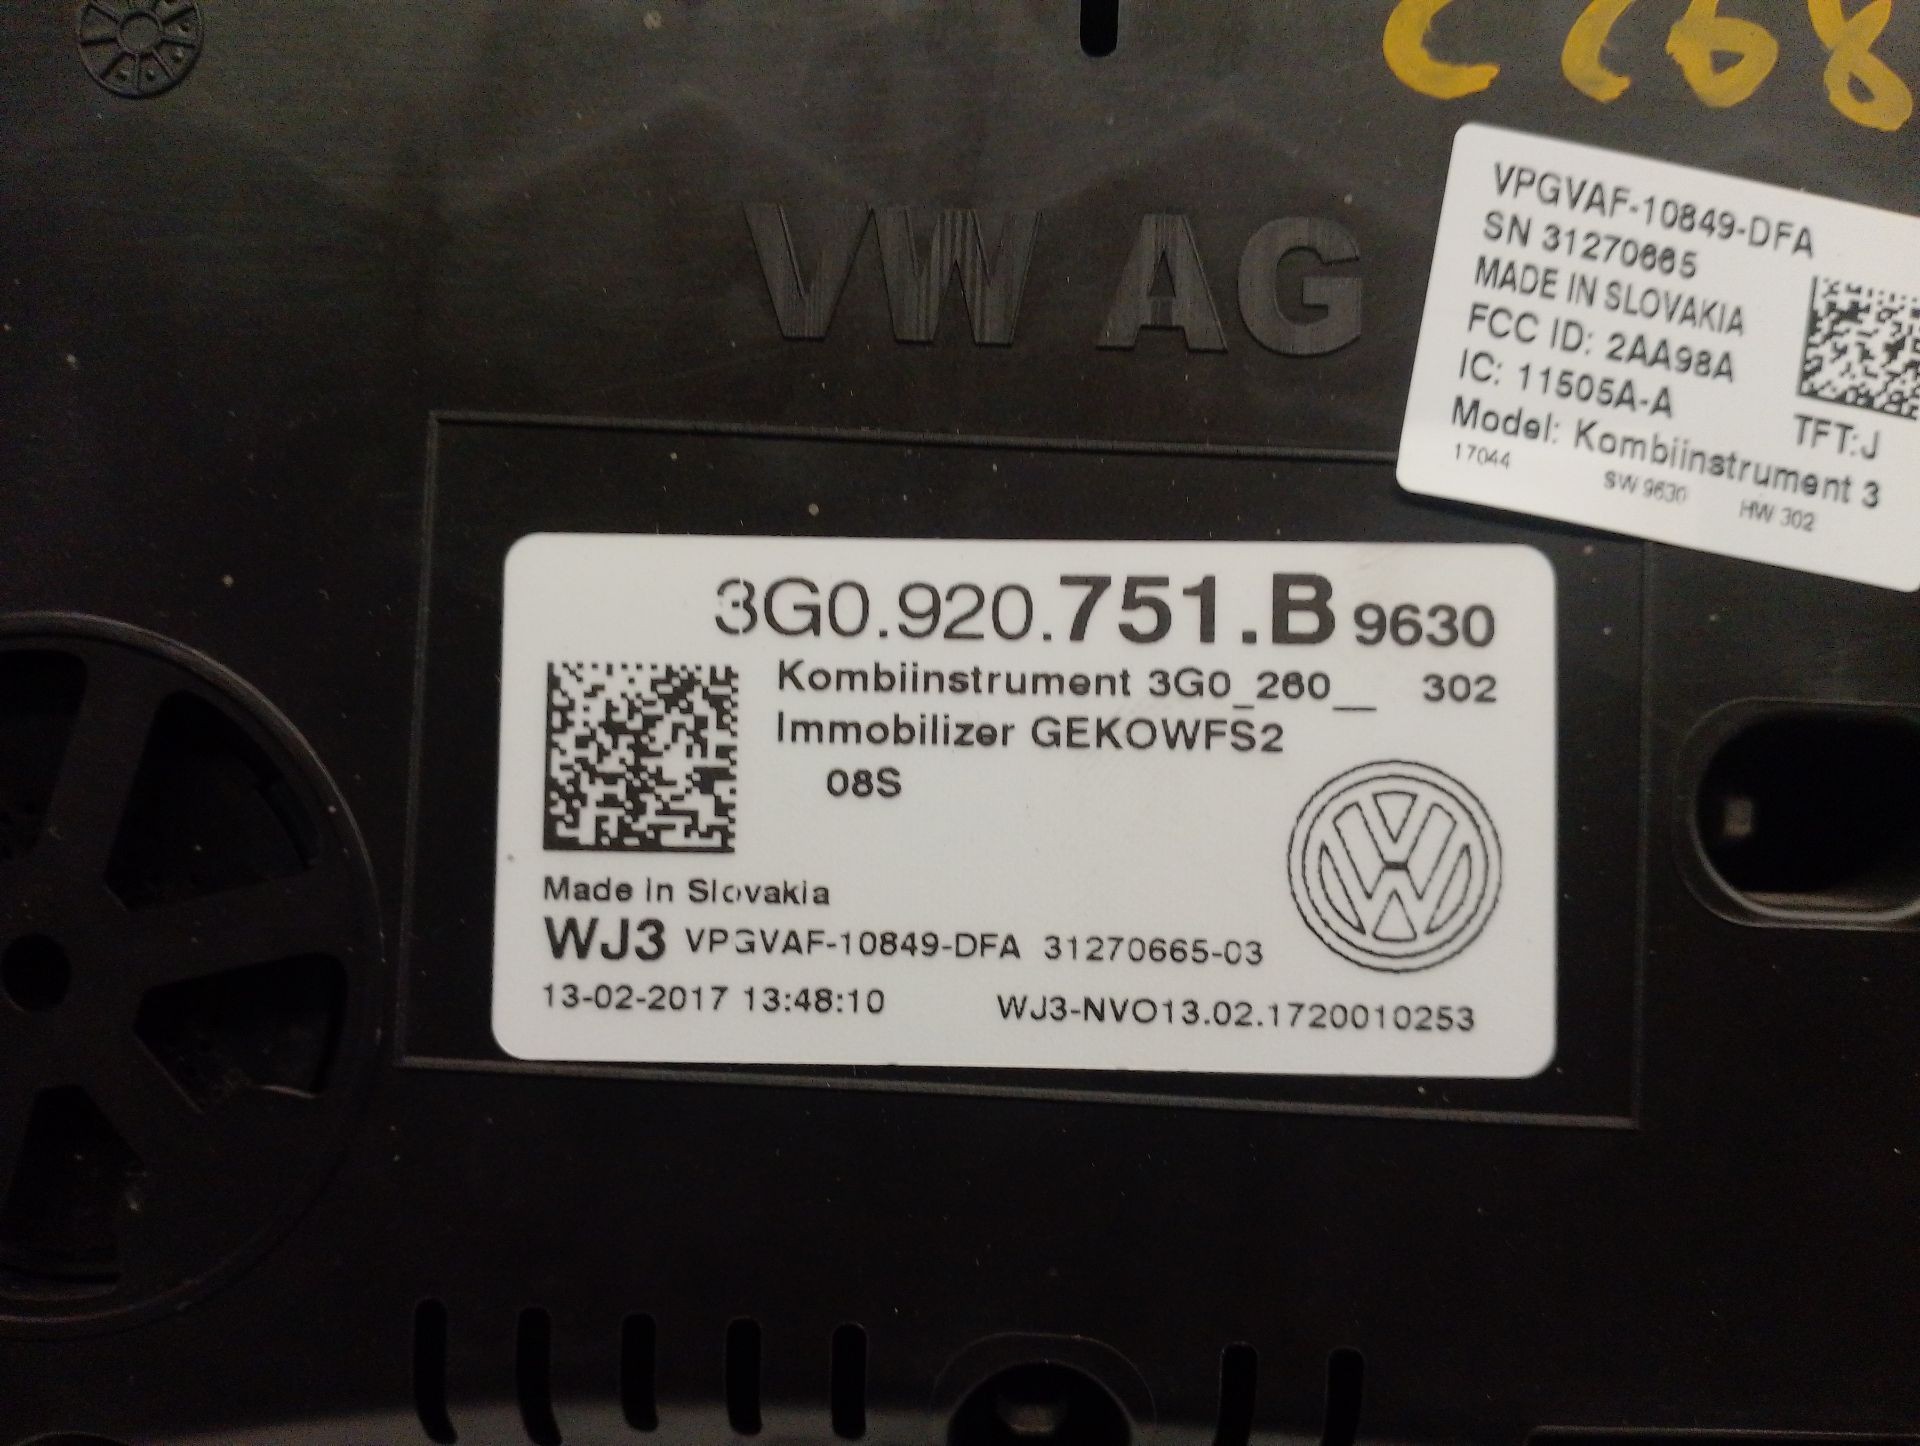 VW AG
VPGVAF-10849-DFA
SN 31270665
MADE IN SLOVAKIA
FCC ID: 2AA98A
IC: 11505A-A
TFT:J
Model: Kombiinstrument 3
17044 SW 9630 HW 302
3G0.920.751.B 9630
Kombiinstrument 3G0_260__ 302
Immobilizer GEKOWFS2
08S
Made in Slovakia
WJ3 VPGVAF-10849-DFA 31270665-03
13-02-2017 13:48:10 WJ3-NVO13.02.1720010253